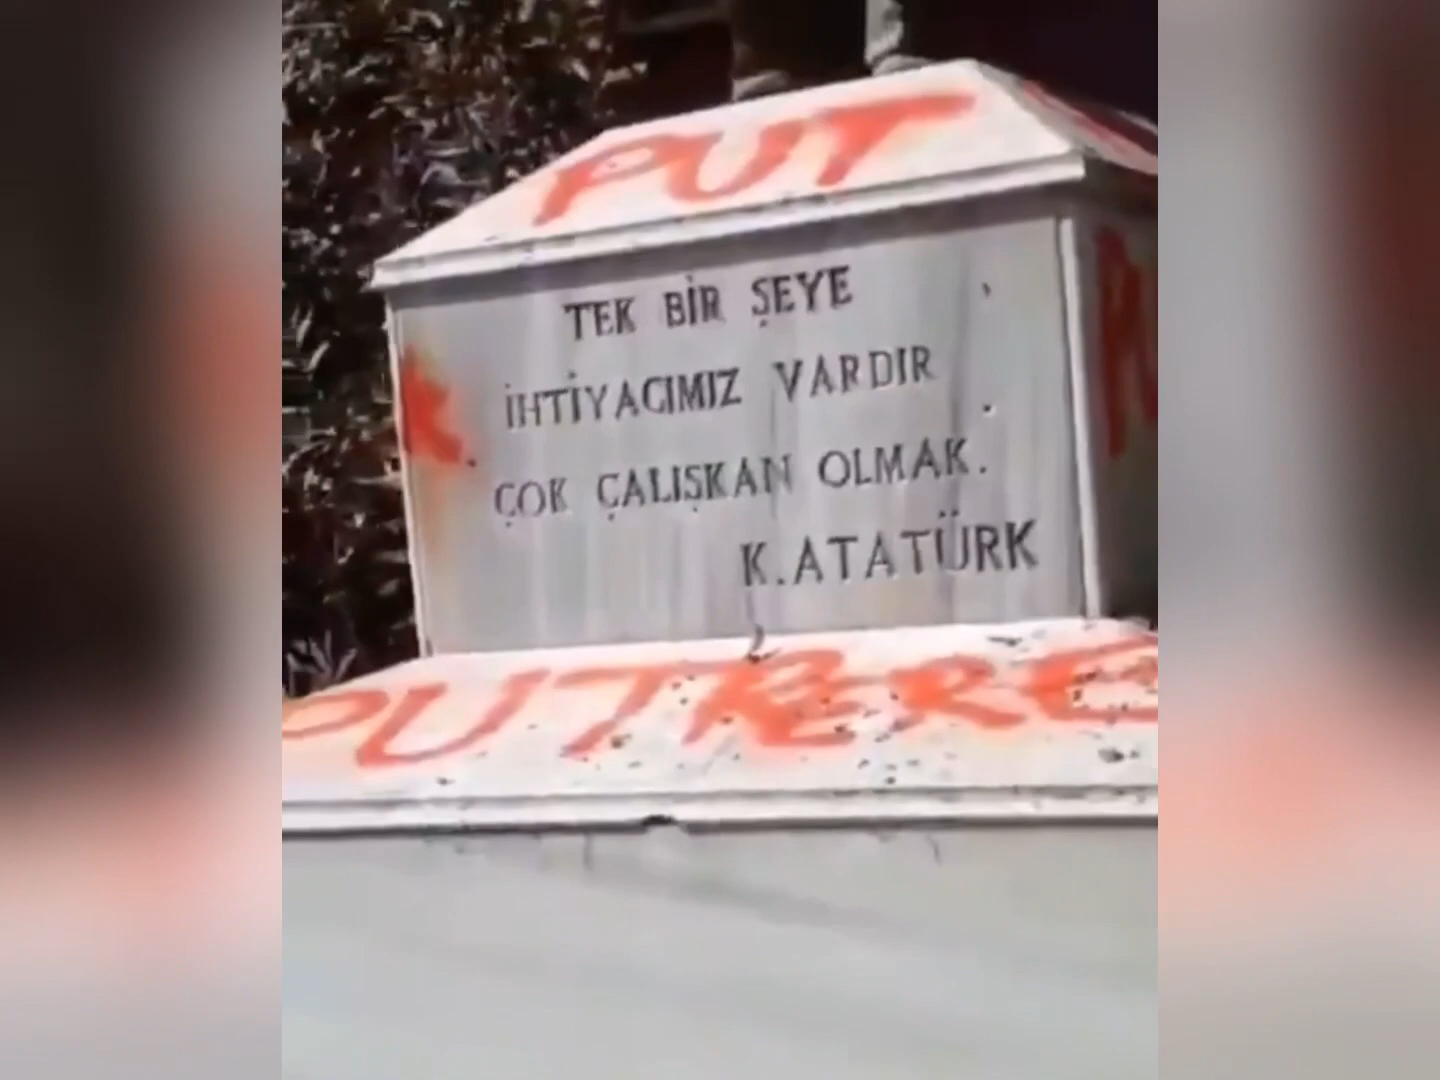 PUT
TEK BİR ŞEYE
İHTİYACIMIZ VARDIR
ÇOK ÇALIŞKAN OLMAK.
K.ATATÜRK